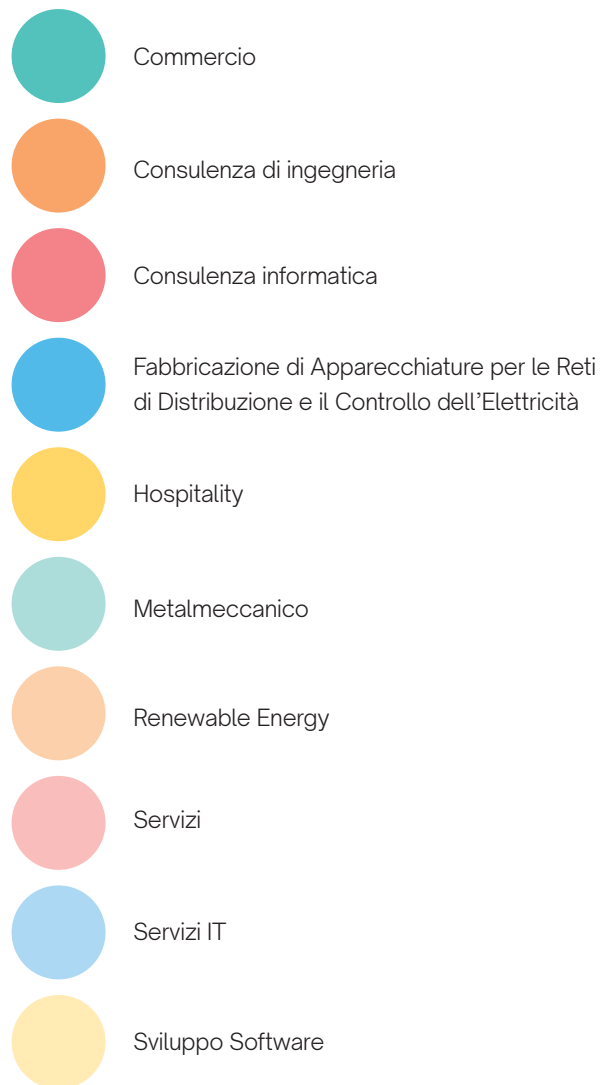 Commercio
Consulenza di ingegneria
Consulenza informatica
Fabbricazione di Apparecchiature per le Reti
di Distribuzione e il Controllo dell’Elettricità
Hospitality
Metalmeccanico
Renewable Energy
Servizi
Servizi IT
Sviluppo Software